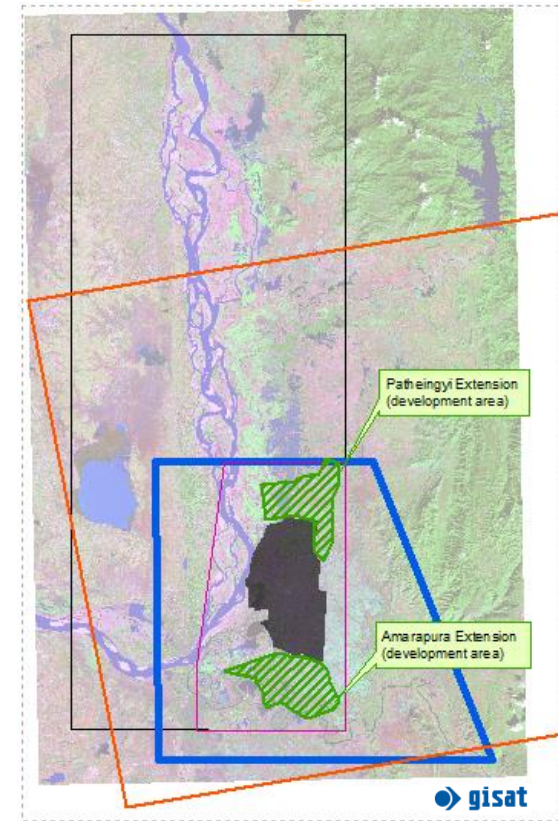 Patheingyi Extension
(development area)
Amarapura Extension
(development area)
gisat